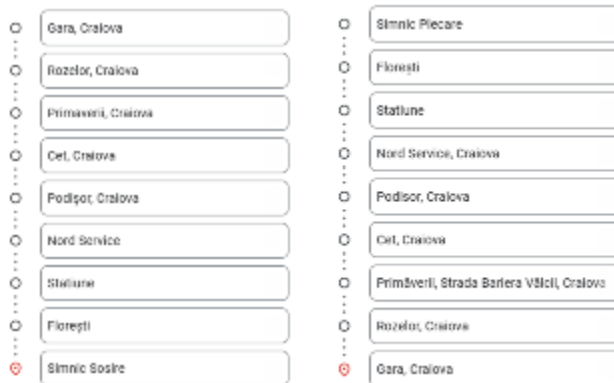 Gara, Craiova
Rozelor, Craiova
Primaverii, Craiova
Cet, Craiova
Podișor, Craiova
Nord Service
Statiune
Florești
Simnic Sosire
Simnic Plecare
Florești
Statiune
Nord Service, Craiova
Podisor, Craiova
Cet, Craiova
Primăverii, Strada Bariera Vâlcii, Craiova
Rozelor, Craiova
Gara, Craiova